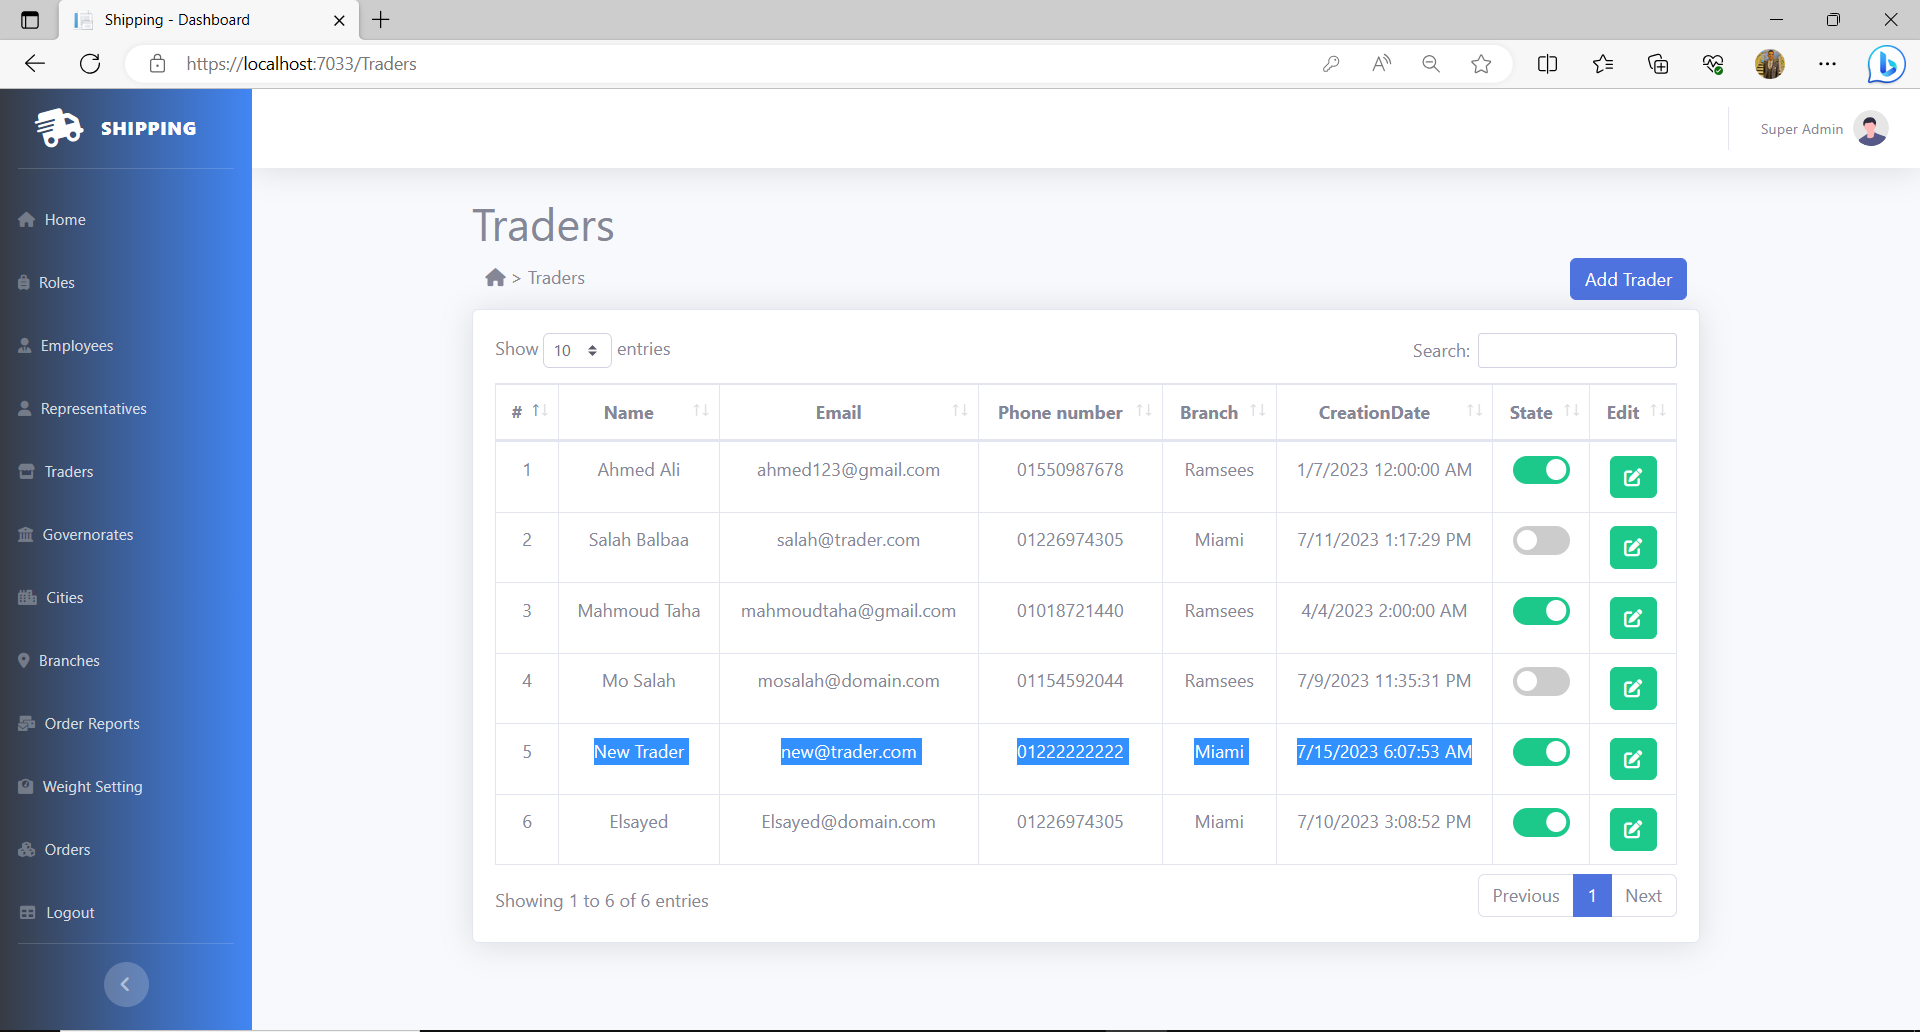 Shipping - Dashboard
https://localhost:7033/Traders
SHIPPING
Super Admin
Home
Roles
Employees
Representatives
Traders
Governorates
Cities
Branches
Order Reports
Weight Setting
Orders
Logout
Traders
> Traders
Add Trader
Show 10 entries
Search:
# Name Email Phone number Branch CreationDate State Edit
1 Ahmed Ali ahmed123@gmail.com 01550987678 Ramsees 1/7/2023 12:00:00 AM
2 Salah Balbaa salah@trader.com 01226974305 Miami 7/11/2023 1:17:29 PM
3 Mahmoud Taha mahmoudtaha@gmail.com 01018721440 Ramsees 4/4/2023 2:00:00 AM
4 Mo Salah mosalah@domain.com 01154592044 Ramsees 7/9/2023 11:35:31 PM
5 New Trader new@trader.com 01222222222 Miami 7/15/2023 6:07:53 AM
6 Elsayed Elsayed@domain.com 01226974305 Miami 7/10/2023 3:08:52 PM
Showing 1 to 6 of 6 entries
Previous 1 Next